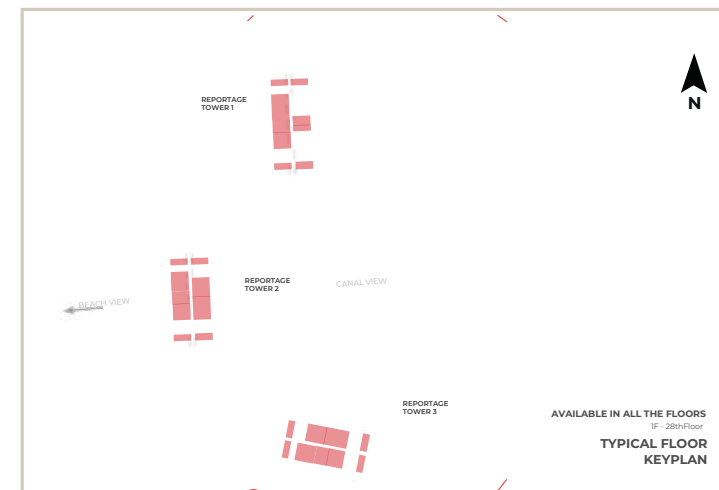 REPORTAGE
TOWER 1
N
REPORTAGE
TOWER 2
CANAL VIEW
BEACH VIEW
REPORTAGE
TOWER 3
AVAILABLE IN ALL THE FLOORS
1F - 28thFloor
TYPICAL FLOOR
KEYPLAN